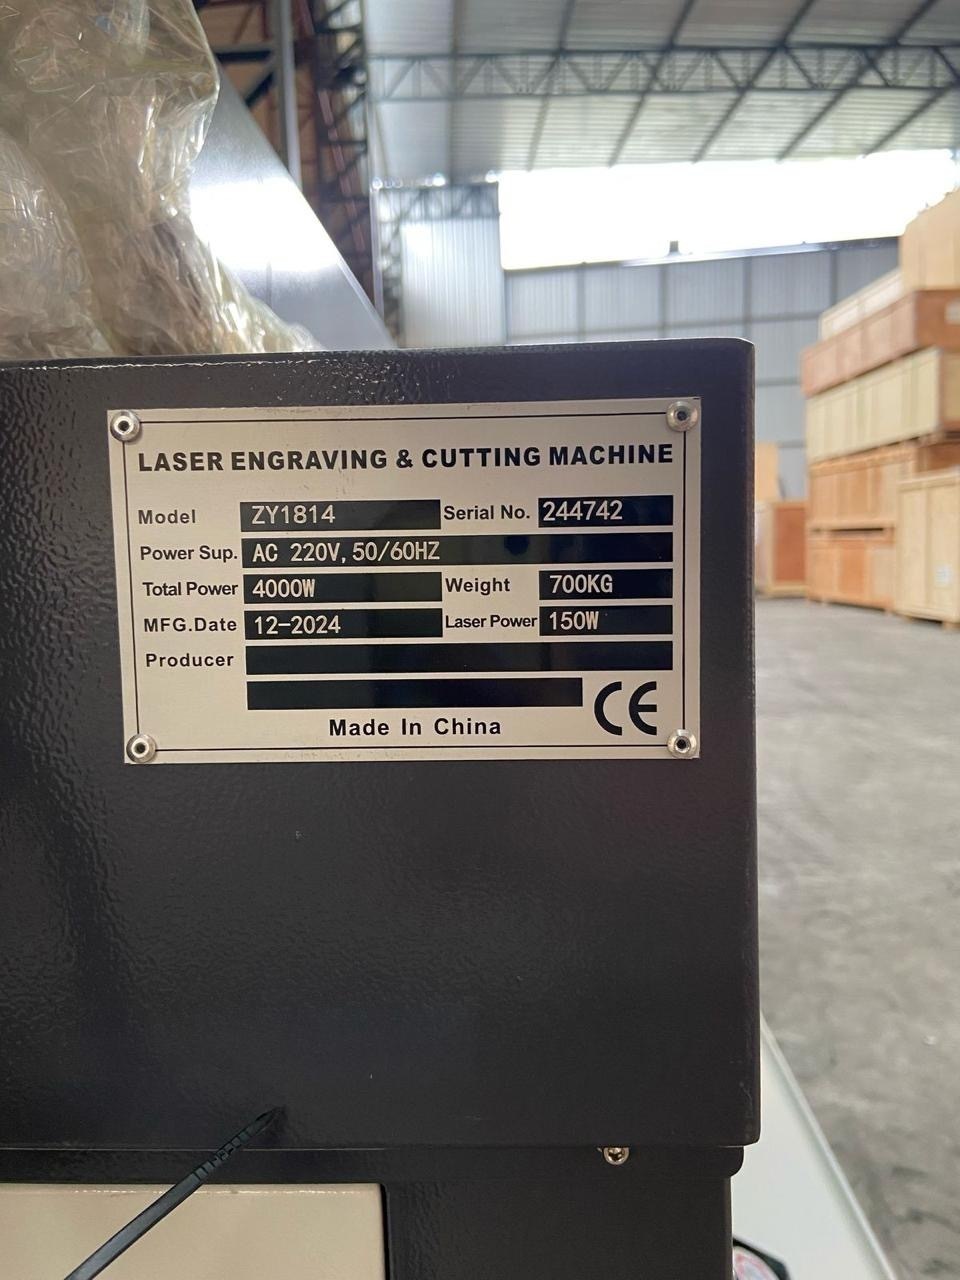 LASER ENGRAVING & CUTTING MACHINE
Model ZY1814 Serial No. 244742
Power Sup. AC 220V, 50/60HZ
Total Power 4000W Weight 700KG
MFG.Date 12-2024 Laser Power 150W
Producer
CE
Made In China